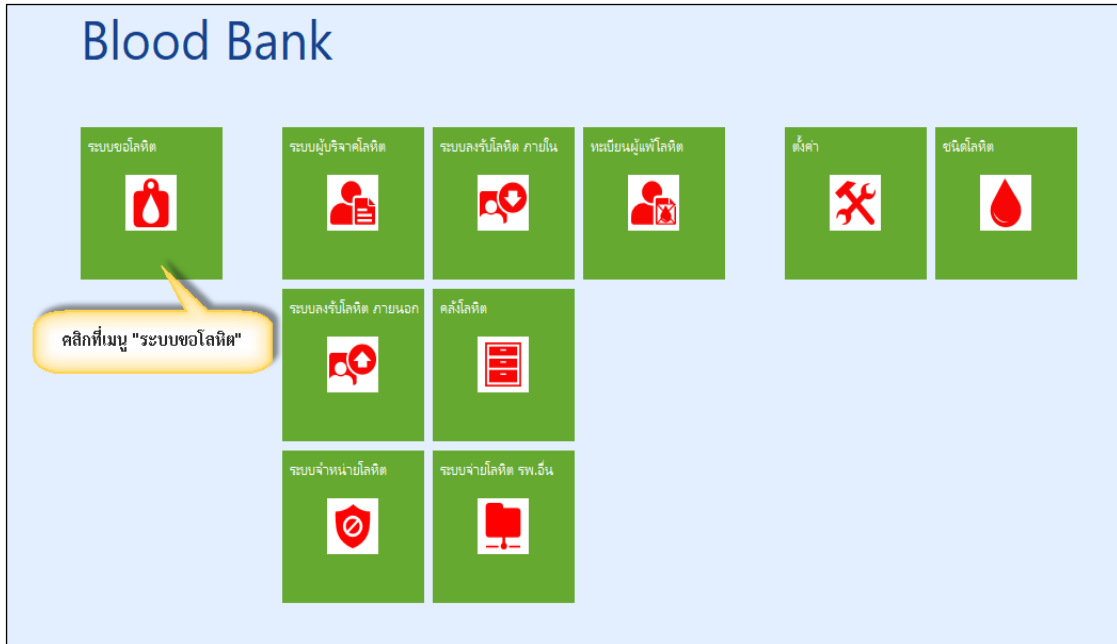 Blood Bank
ระบบขอโลหิต
ระบบผู้บริจาคโลหิต
ระบบลงรับโลหิต ภายใน
ทะเบียนผู้แพ้โลหิต
ตั้งค่า
ชนิดโลหิต
คลิกที่เมนู "ระบบขอโลหิต"
ระบบลงรับโลหิต ภายนอก
คลังโลหิต
ระบบจำหน่ายโลหิต
ระบบจ่ายโลหิต รพ.อื่น